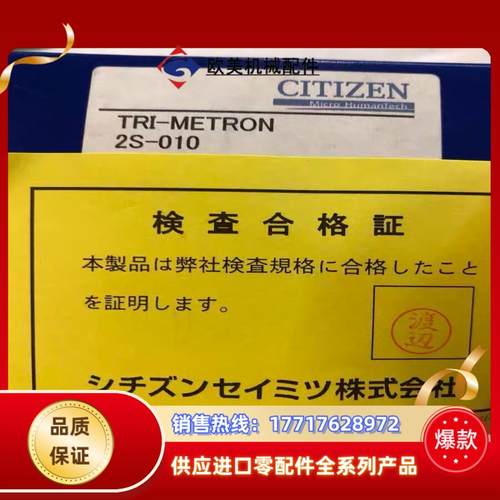 欧美机械配件
CITIZEN
Micro HumanTech
TRI-METRON
2S-010
検査合格証
本製品は弊社検査規格に合格したこと
を証明します。
渡辺
シチズンセイミツ株式会社
品质
保证
销售热线：17717628972
供应进口零配件全系列产品
爆款